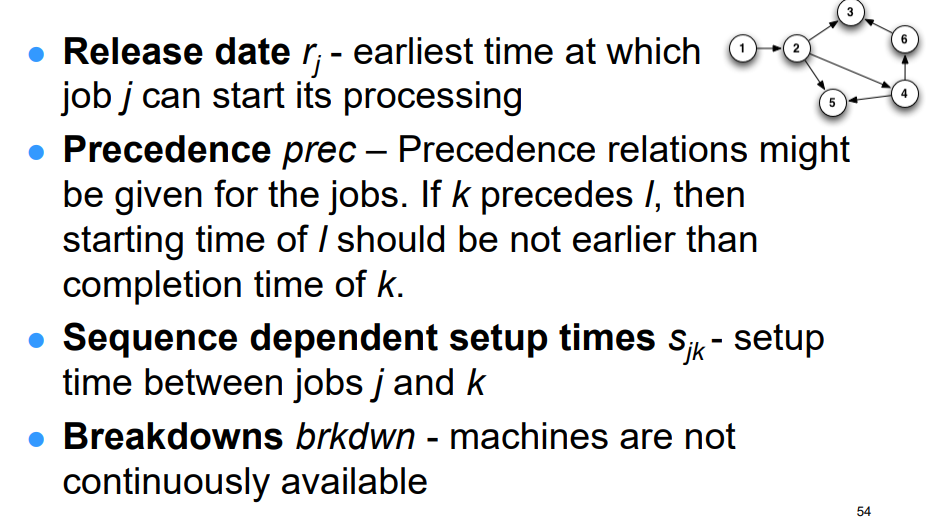 ● Release date rj - earliest time at which
job j can start its processing
● Precedence prec – Precedence relations might
be given for the jobs. If k precedes l, then
starting time of l should be not earlier than
completion time of k.
● Sequence dependent setup times sjk - setup
time between jobs j and k
● Breakdowns brkdwn - machines are not
continuously available
3
6
1
2
4
5
54